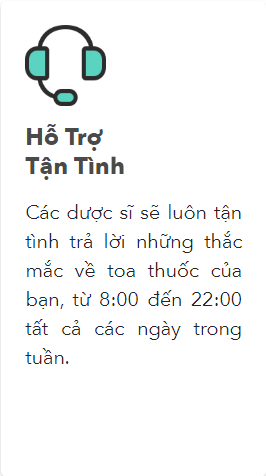 Hỗ Trợ
Tận Tình
Các dược sĩ sẽ luôn tận
tình trả lời những thắc
mắc về toa thuốc của
bạn, từ 8:00 đến 22:00
tất cả các ngày trong
tuần.